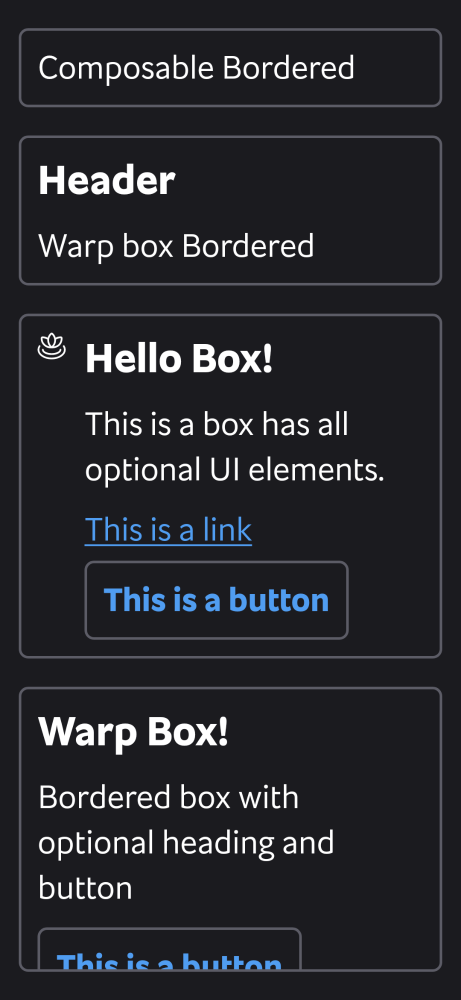 Composable Bordered
Header
Warp box Bordered
Hello Box!
This is a box has all
optional UI elements.
This is a link
This is a button
Warp Box!
Bordered box with
optional heading and
button
This is a button